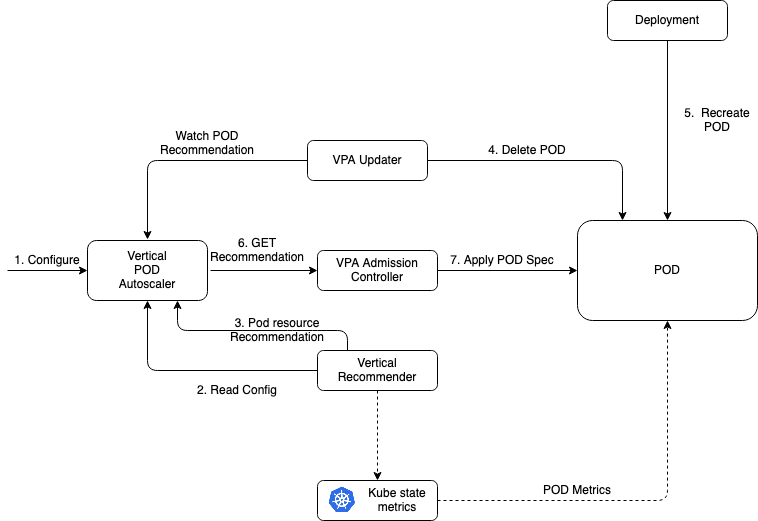 Deployment
5. Recreate
POD
Watch POD
Recommendation
VPA Updater
4. Delete POD
1. Configure
Vertical
POD
Autoscaler
6. GET
Recommendation
VPA Admission
Controller
7. Apply POD Spec
POD
3. Pod resource
Recommendation
Vertical
Recommender
2. Read Config
Kube state
metrics
POD Metrics